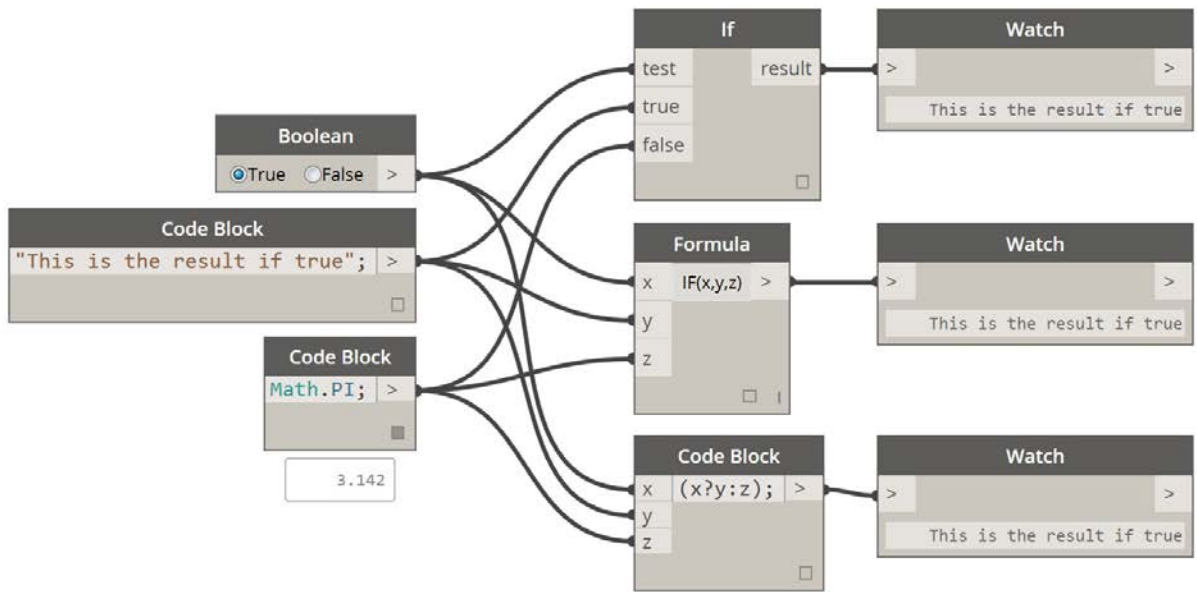 Boolean
True False >
Code Block
"This is the result if true"; >
Code Block
Math.PI; >
3.142
If
test result
true
false
Watch
> >
This is the result if true
Formula
x IF(x,y,z) >
y
z
Watch
> >
This is the result if true
Code Block
x (x?y:z); >
y
z
Watch
> >
This is the result if true